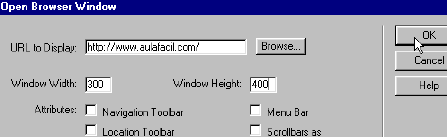 Open Browser Window
URL to Display: http://www.aulafacil.com/ Browse... OK
Cancel
Window Width: 300 Window Height: 400 Help
Attributes: Navigation Toolbar Menu Bar
Location Toolbar Scrollbars as